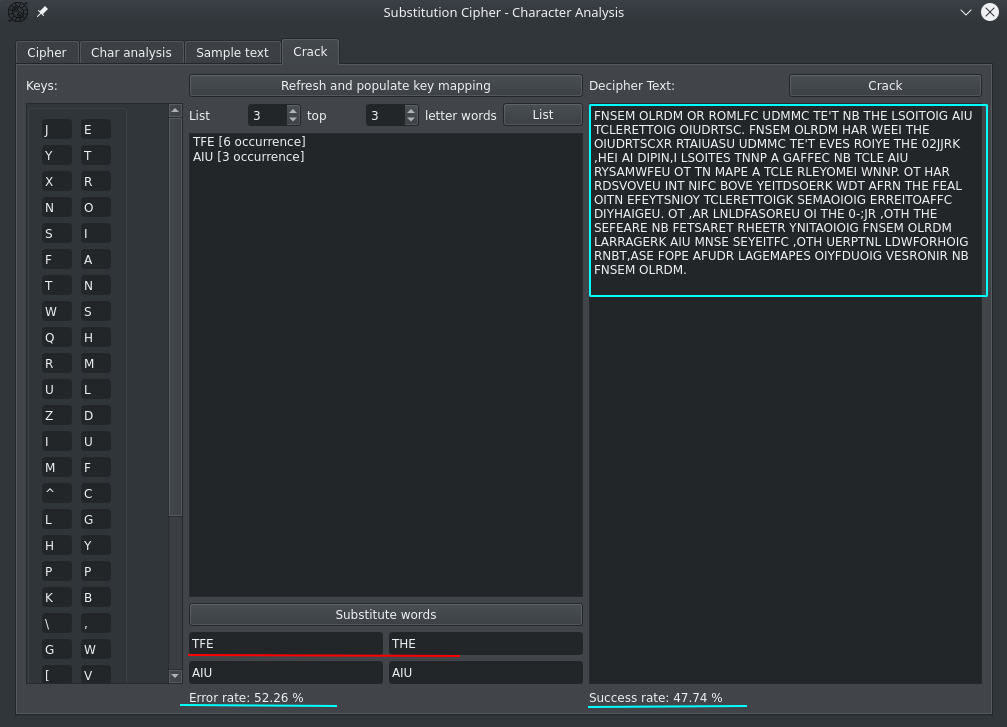 Substitution Cipher - Character Analysis
Cipher
Char analysis
Sample text
Crack
Keys:
Refresh and populate key mapping
Decipher Text:
Crack
List
3
top
3
letter words
List
J E
Y T
X R
N O
S I
F A
T N
W S
Q H
R M
U L
Z D
I U
M F
^ C
L G
H Y
P P
K B
\ ,
G W
[ V
TFE [6 occurrence]
AIU [3 occurrence]
FNSEM OLRDM OR ROMLFC UDMMC TE'T NB THE LSOITOIG AIU
TCLERETTOIG OIUDRTSC. FNSEM OLRDM HAR WEEI THE
OIUDRTSCXR RTAIUASU UDMMC TE'T EVES ROIYE THE 02JJRK
,HEI AI DIPIN,I LSOITES TNNP A GAFFEC NB TCLE AIU
RYSAMWFEU OT TN MAPE A TCLE RLEYOMEI WNNP. OT HAR
RDSVOVEU INT NIFC BOVE YEITDSOERK WDT AFRN THE FEAL
OITN EFEYTSNIOY TCLERETTOIGK SEMAOIOIG ERREITOAFFC
DIYHAIGEU. OT ,AR LNLDFASOREU OI THE 0-;JR ,OTH THE
SEFEARE NB FETSARET RHEETR YNITAOIOIG FNSEM OLRDM
LARRAGERK AIU MNSE SEYEITFC ,OTH UERPTNL LDWFORHOIG
RNBT,ASE FOPE AFUDR LAGEMAPES OIYFDUOIG VESRONIR NB
FNSEM OLRDM.
Substitute words
TFE
THE
AIU
AIU
Error rate: 52.26 %
Success rate: 47.74 %